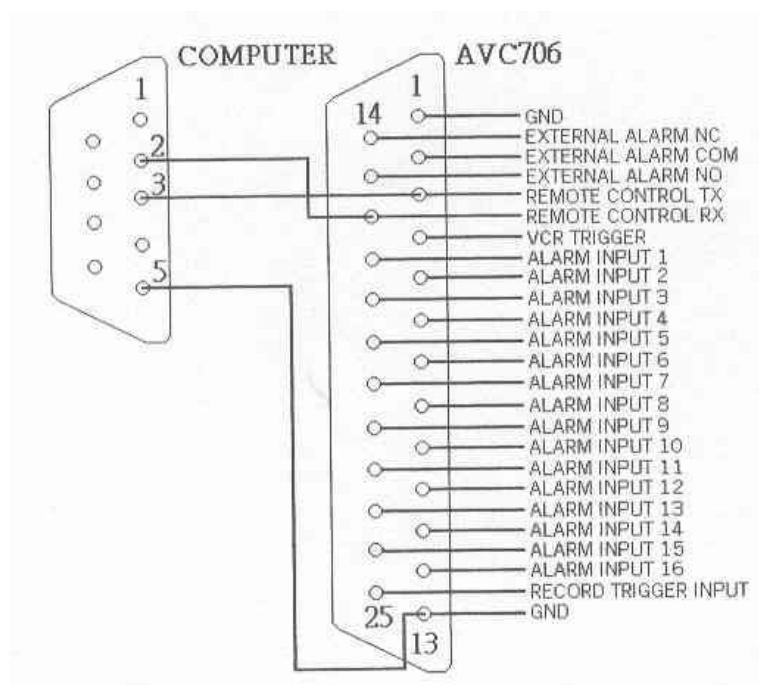 COMPUTER
AVC706
1
2
3
5
1
14
GND
EXTERNAL ALARM NC
EXTERNAL ALARM COM
EXTERNAL ALARM NO
REMOTE CONTROL TX
REMOTE CONTROL RX
VCR TRIGGER
ALARM INPUT 1
ALARM INPUT 2
ALARM INPUT 3
ALARM INPUT 4
ALARM INPUT 5
ALARM INPUT 6
ALARM INPUT 7
ALARM INPUT 8
ALARM INPUT 9
ALARM INPUT 10
ALARM INPUT 11
ALARM INPUT 12
ALARM INPUT 13
ALARM INPUT 14
ALARM INPUT 15
ALARM INPUT 16
RECORD TRIGGER INPUT
GND
25
13